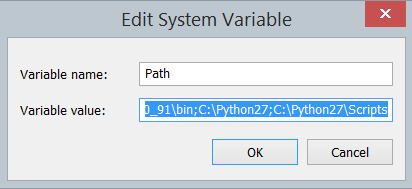 Edit System Variable
Variable name: Path
Variable value: 0_91\bin;C:\Python27;C:\Python27\Scripts
OK Cancel